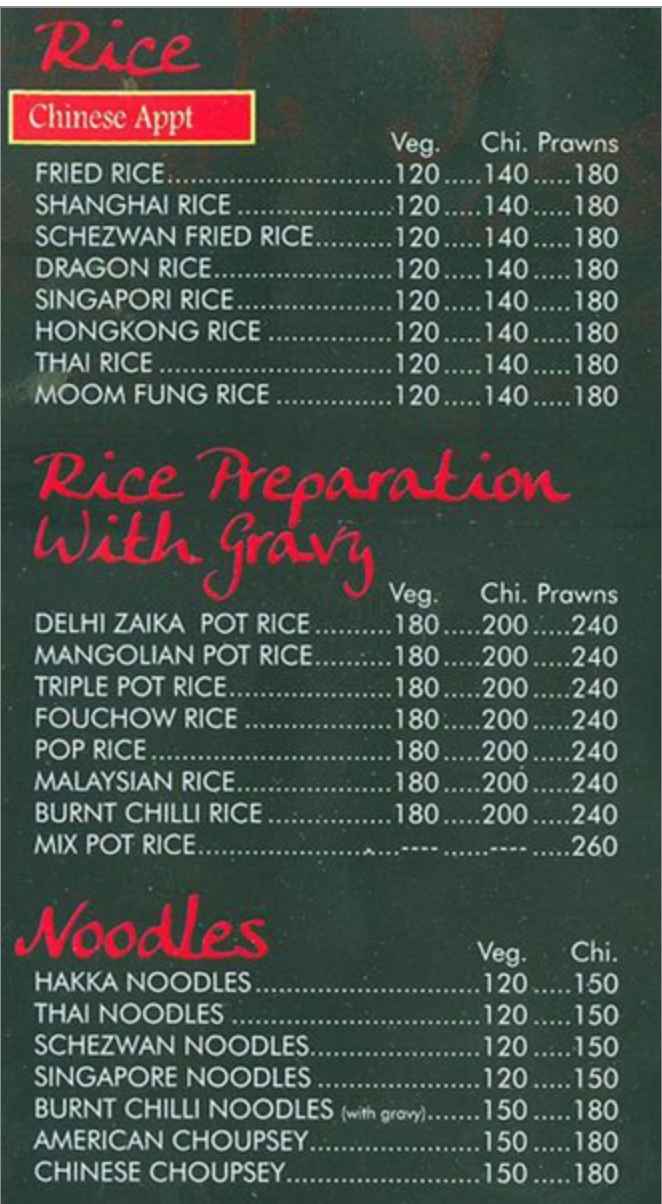 Rice
Chinese Appt
Veg. Chi. Prawns
FRIED RICE..............................120.....140.....180
SHANGHAI RICE .....................120.....140.....180
SCHEZWAN FRIED RICE..........120.....140.....180
DRAGON RICE........................120.....140.....180
SINGAPORI RICE.....................120.....140.....180
HONGKONG RICE .................120.....140.....180
THAI RICE ...............................120.....140.....180
MOOM FUNG RICE ...............120.....140.....180
Rice Preparation
With Gravy
Veg. Chi. Prawns
DELHI ZAIKA POT RICE ..........180.....200.....240
MANGOLIAN POT RICE..........180.....200.....240
TRIPLE POT RICE.....................180.....200.....240
FOUCHOW RICE ...................180.....200.....240
POP RICE................................180.....200.....240
MALAYSIAN RICE....................180.....200.....240
BURNT CHILLI RICE ................180.....200.....240
MIX POT RICE..........................---- ......---- .....260
Noodles
Veg. Chi.
HAKKA NOODLES.............................120.....150
THAI NOODLES ................................120.....150
SCHEZWAN NOODLES......................120.....150
SINGAPORE NOODLES .....................120.....150
BURNT CHILLI NOODLES (with gravy).......150.....180
AMERICAN CHOUPSEY......................150.....180
CHINESE CHOUPSEY.........................150.....180